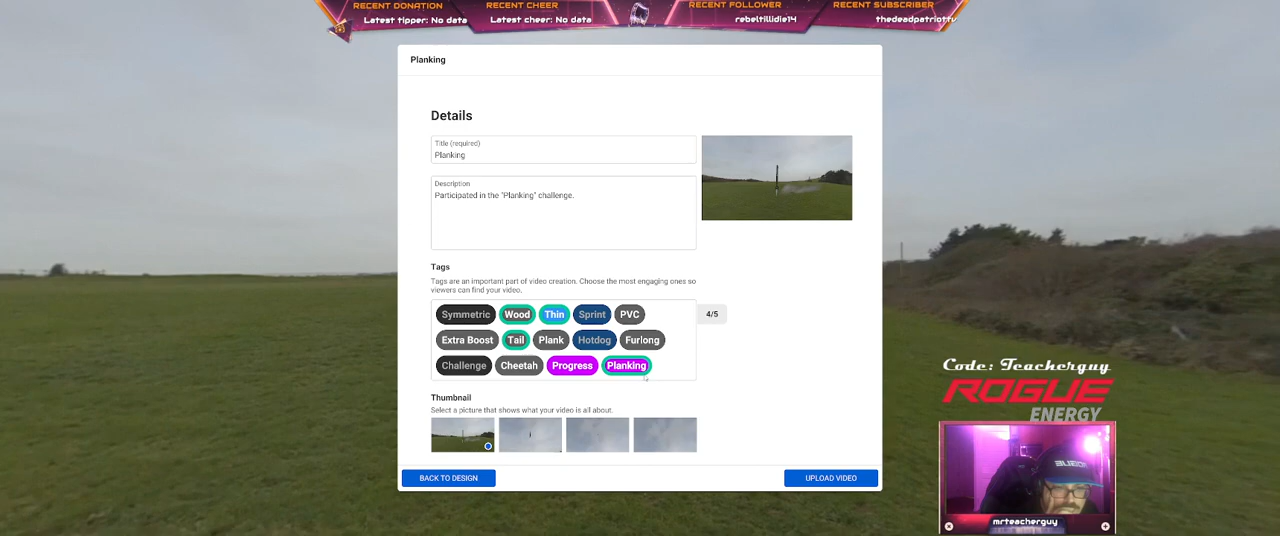 RECENT DONATION
Latest tipper: No data
RECENT CHEER
Latest cheer: No data
RECENT FOLLOWER
rebeltillidie14
RECENT SUBSCRIBER
thedeadpatriottv
Planking
Details
Title (required)
Planking
Description
Participated in the "Planking" challenge.
Tags
Tags are an important part of video creation. Choose the most engaging ones so
viewers can find your video.
Symmetric Wood Thin Sprint PVC
4/5
Extra Boost Tail Plank Hotdog Furlong
Challenge Cheetah Progress Planking
Thumbnail
Select a picture that shows what your video is all about.
BACK TO DESIGN
UPLOAD VIDEO
Code: Teacherguy
ROGUE
ENERGY
mrteacherguy